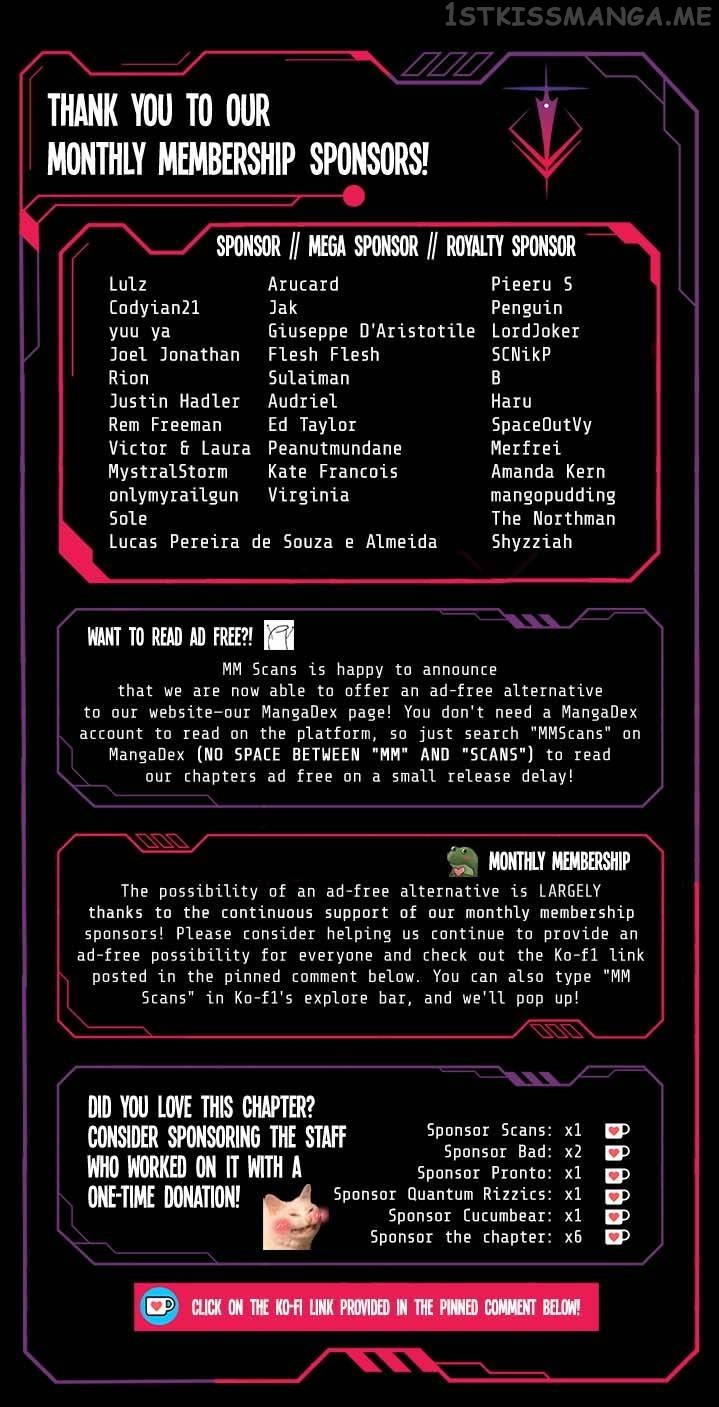 1STKISSMANGA.ME
THANK YOU TO OUR
MONTHLY MEMBERSHIP SPONSORS!
SPONSOR // MEGA SPONSOR // ROYALTY SPONSOR
Lulz Arucard Pieeru S
Codyian21 Jak Penguin
yuu ya Giuseppe D'Aristotile LordJoker
Joel Jonathan Flesh Flesh SCNikP
Rion Sulaiman B
Justin Hadler Audriel Haru
Rem Freeman Ed Taylor SpaceOutVy
Victor & Laura Peanutmundane Merfrei
MystralStorm Kate Francois Amanda Kern
onlymyrailgun Virginia mangopudding
Sole The Northman
Lucas Pereira de Souza e Almeida Shyzziah
WANT TO READ AD FREE?!
MM Scans is happy to announce
that we are now able to offer an ad-free alternative
to our website—our MangaDex page! You don't need a MangaDex
account to read on the platform, so just search "MMScans" on
MangaDex (NO SPACE BETWEEN "MM" AND "SCANS") to read
our chapters ad free on a small release delay!
MONTHLY MEMBERSHIP
The possibility of an ad-free alternative is LARGELY
thanks to the continuous support of our monthly membership
sponsors! Please consider helping us continue to provide an
ad-free possibility for everyone and check out the Ko-f1 link
posted in the pinned comment below. You can also type "MM
Scans" in Ko-f1's explore bar, and we'll pop up!
DID YOU LOVE THIS CHAPTER?
CONSIDER SPONSORING THE STAFF
WHO WORKED ON IT WITH A
ONE-TIME DONATION!
Sponsor Scans: x1
Sponsor Bad: x2
Sponsor Pronto: x1
Sponsor Quantum Rizzics: x1
Sponsor Cucumbear: x1
Sponsor the chapter: x6
CLICK ON THE KO-FI LINK PROVIDED IN THE PINNED COMMENT BELOW!